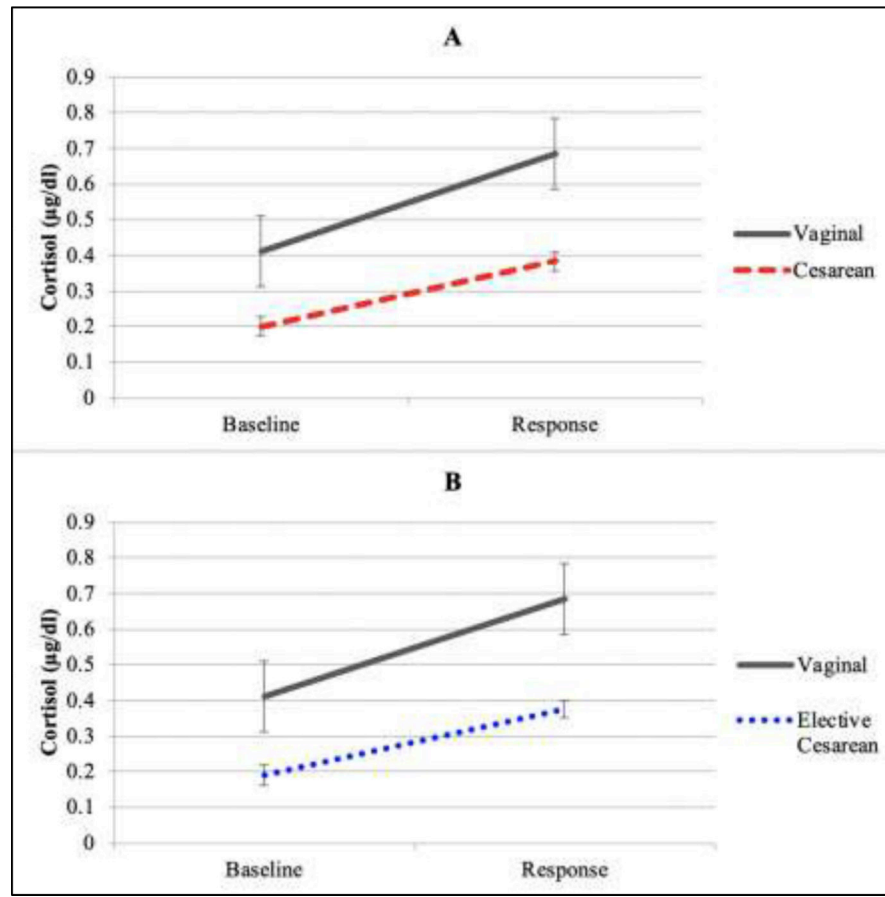 A
0.9
0.8
0.7
0.6
0.5
0.4
0.3
0.2
0.1
0
Cortisol (µg/dl)
Baseline
Response
Vaginal
Cesarean
B
0.9
0.8
0.7
0.6
0.5
0.4
0.3
0.2
0.1
0
Cortisol (µg/dl)
Baseline
Response
Vaginal
Elective
Cesarean